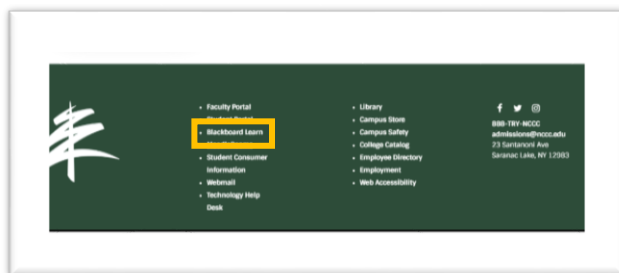 Faculty Portal
Blackboard Learn
Student Consumer
Information
Webmail
Technology Help
Desk
Library
Campus Store
Campus Safety
College Catalog
Employee Directory
Employment
Web Accessibility
888-TRY-NCCC
admissions@nccc.edu
23 Santanoni Ave
Saranac Lake, NY 12983